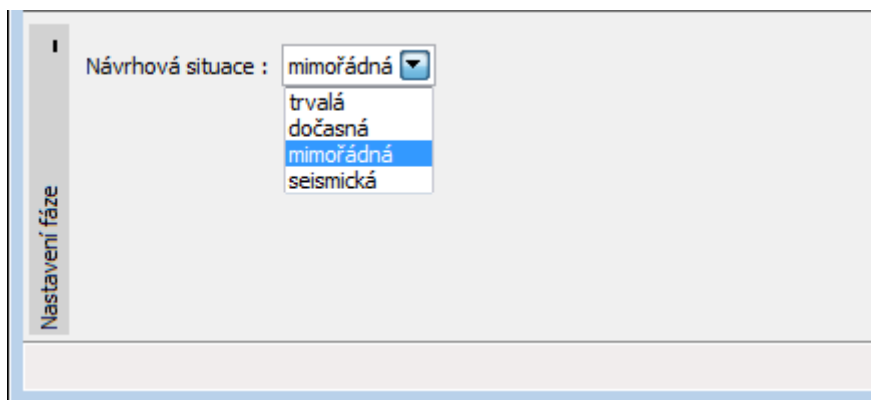 Návrhová situace : mimořádná
trvalá
dočasná
mimořádná
seismická
Nastavení fáze